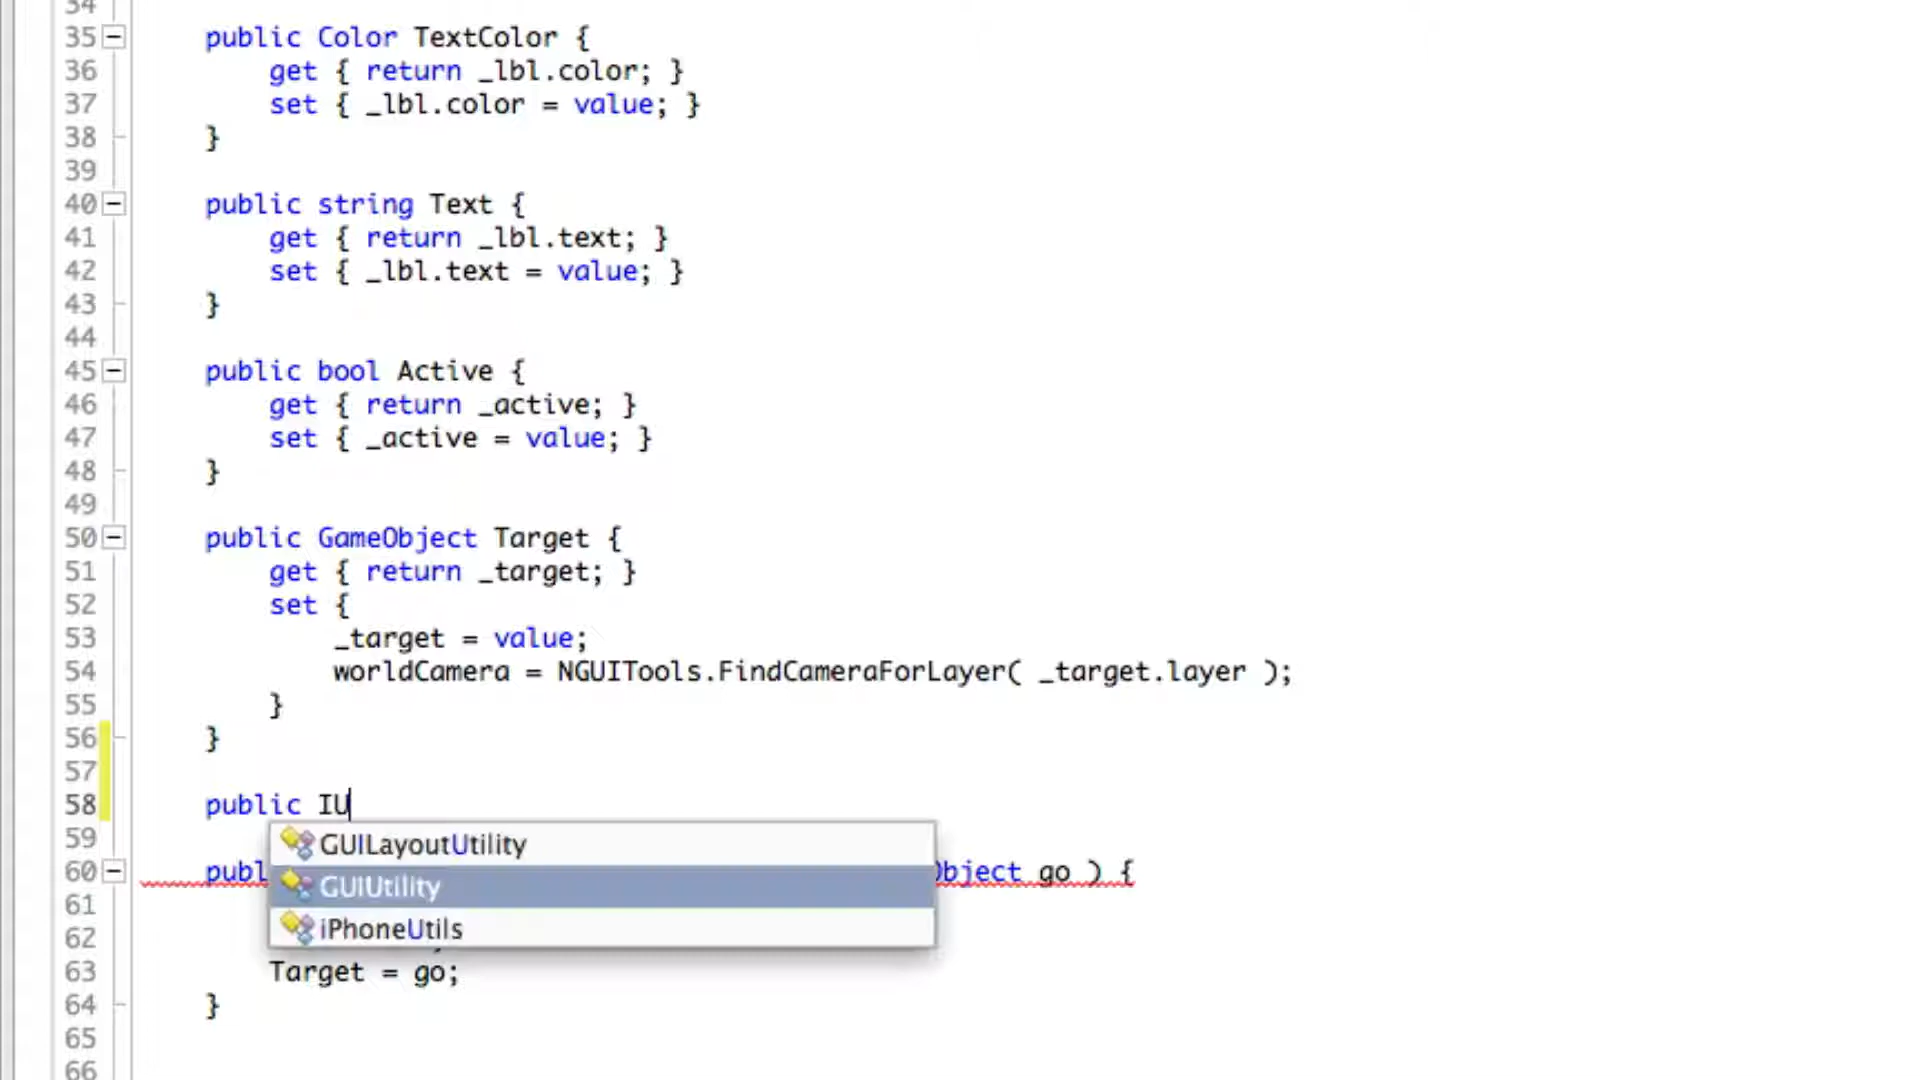 34
35 public Color TextColor {
36 get { return _lbl.color; }
37 set { _lbl.color = value; }
38 }
39
40 public string Text {
41 get { return _lbl.text; }
42 set { _lbl.text = value; }
43 }
44
45 public bool Active {
46 get { return _active; }
47 set { _active = value; }
48 }
49
50 public GameObject Target {
51 get { return _target; }
52 set {
53 _target = value;
54 worldCamera = NGUITools.FindCameraForLayer( _target.layer );
55 }
56 }
57
58 public IU
59
GUILayoutUtility
60 publ bject go ) {
GUIUtility
61
iPhoneUtils
62
63 Target = go;
64 }
65
66